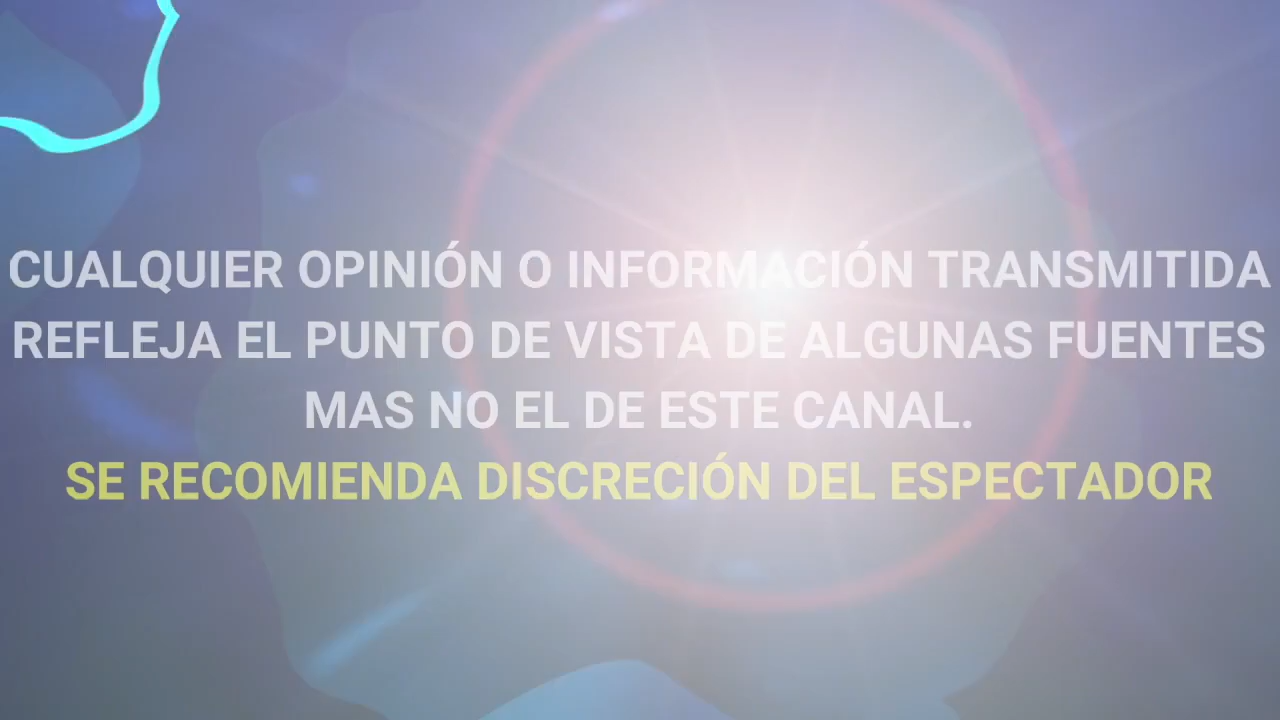 CUALQUIER OPINIÓN O INFORMACIÓN TRANSMITIDA
REFLEJA EL PUNTO DE VISTA DE ALGUNAS FUENTES
MAS NO EL DE ESTE CANAL.
SE RECOMIENDA DISCRECIÓN DEL ESPECTADOR